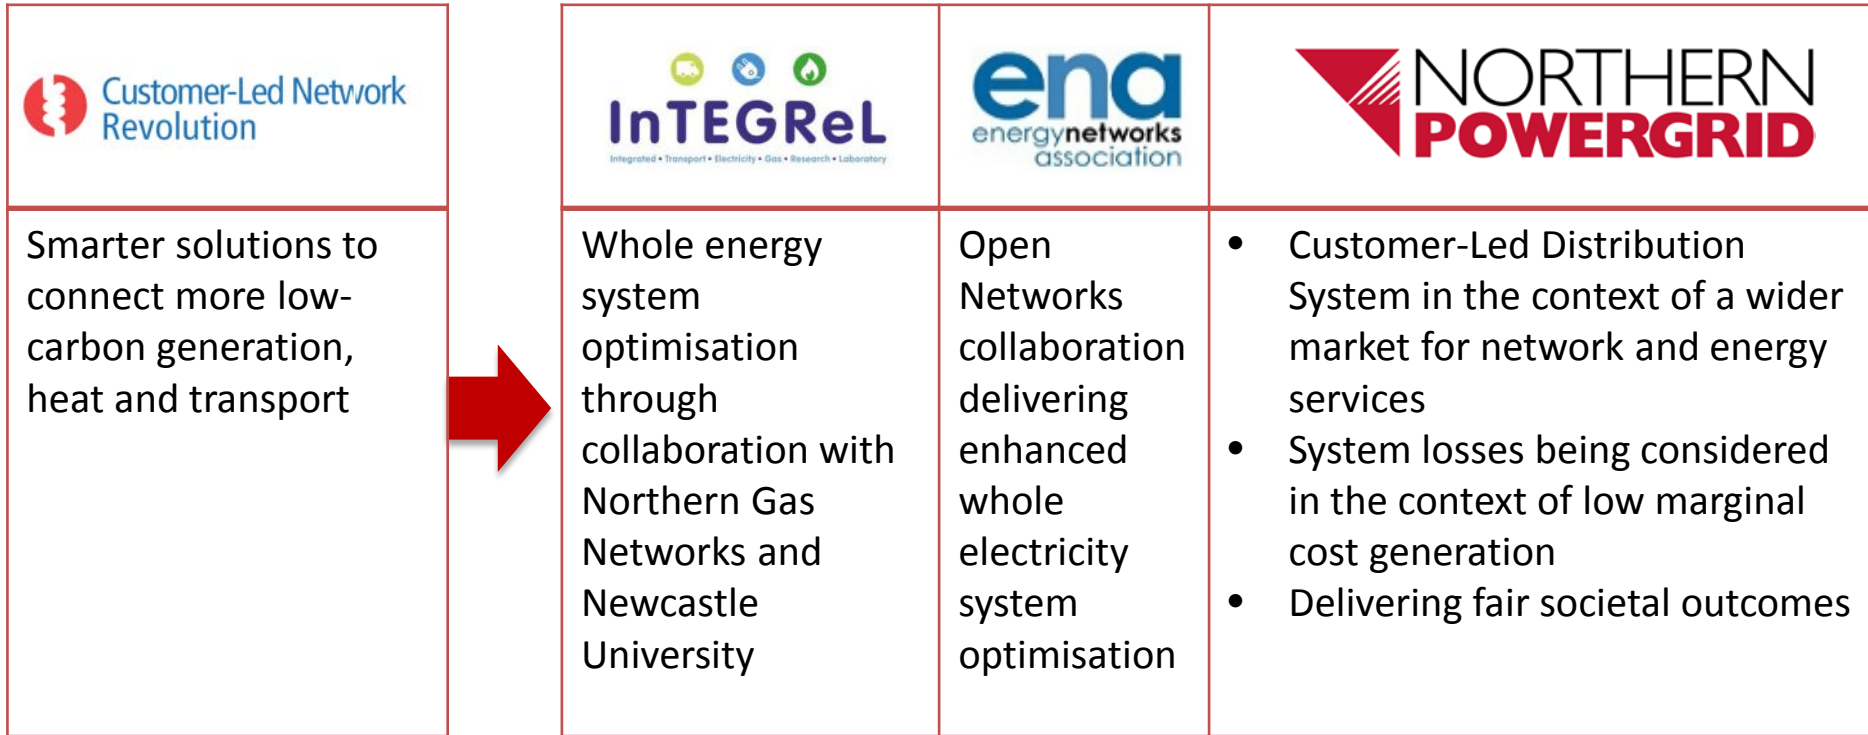 Customer-Led Network
Revolution
InTEGReL
Integrated • Transport • Electricity • Gas • Research • Laboratory
ena
energynetworks
association
NORTHERN
POWERGRID
Smarter solutions to
connect more low-
carbon generation,
heat and transport
Whole energy
system
optimisation
through
collaboration with
Northern Gas
Networks and
Newcastle
University
Open
Networks
collaboration
delivering
enhanced
whole
electricity
system
optimisation
• Customer-Led Distribution
System in the context of a wider
market for network and energy
services
• System losses being considered
in the context of low marginal
cost generation
• Delivering fair societal outcomes